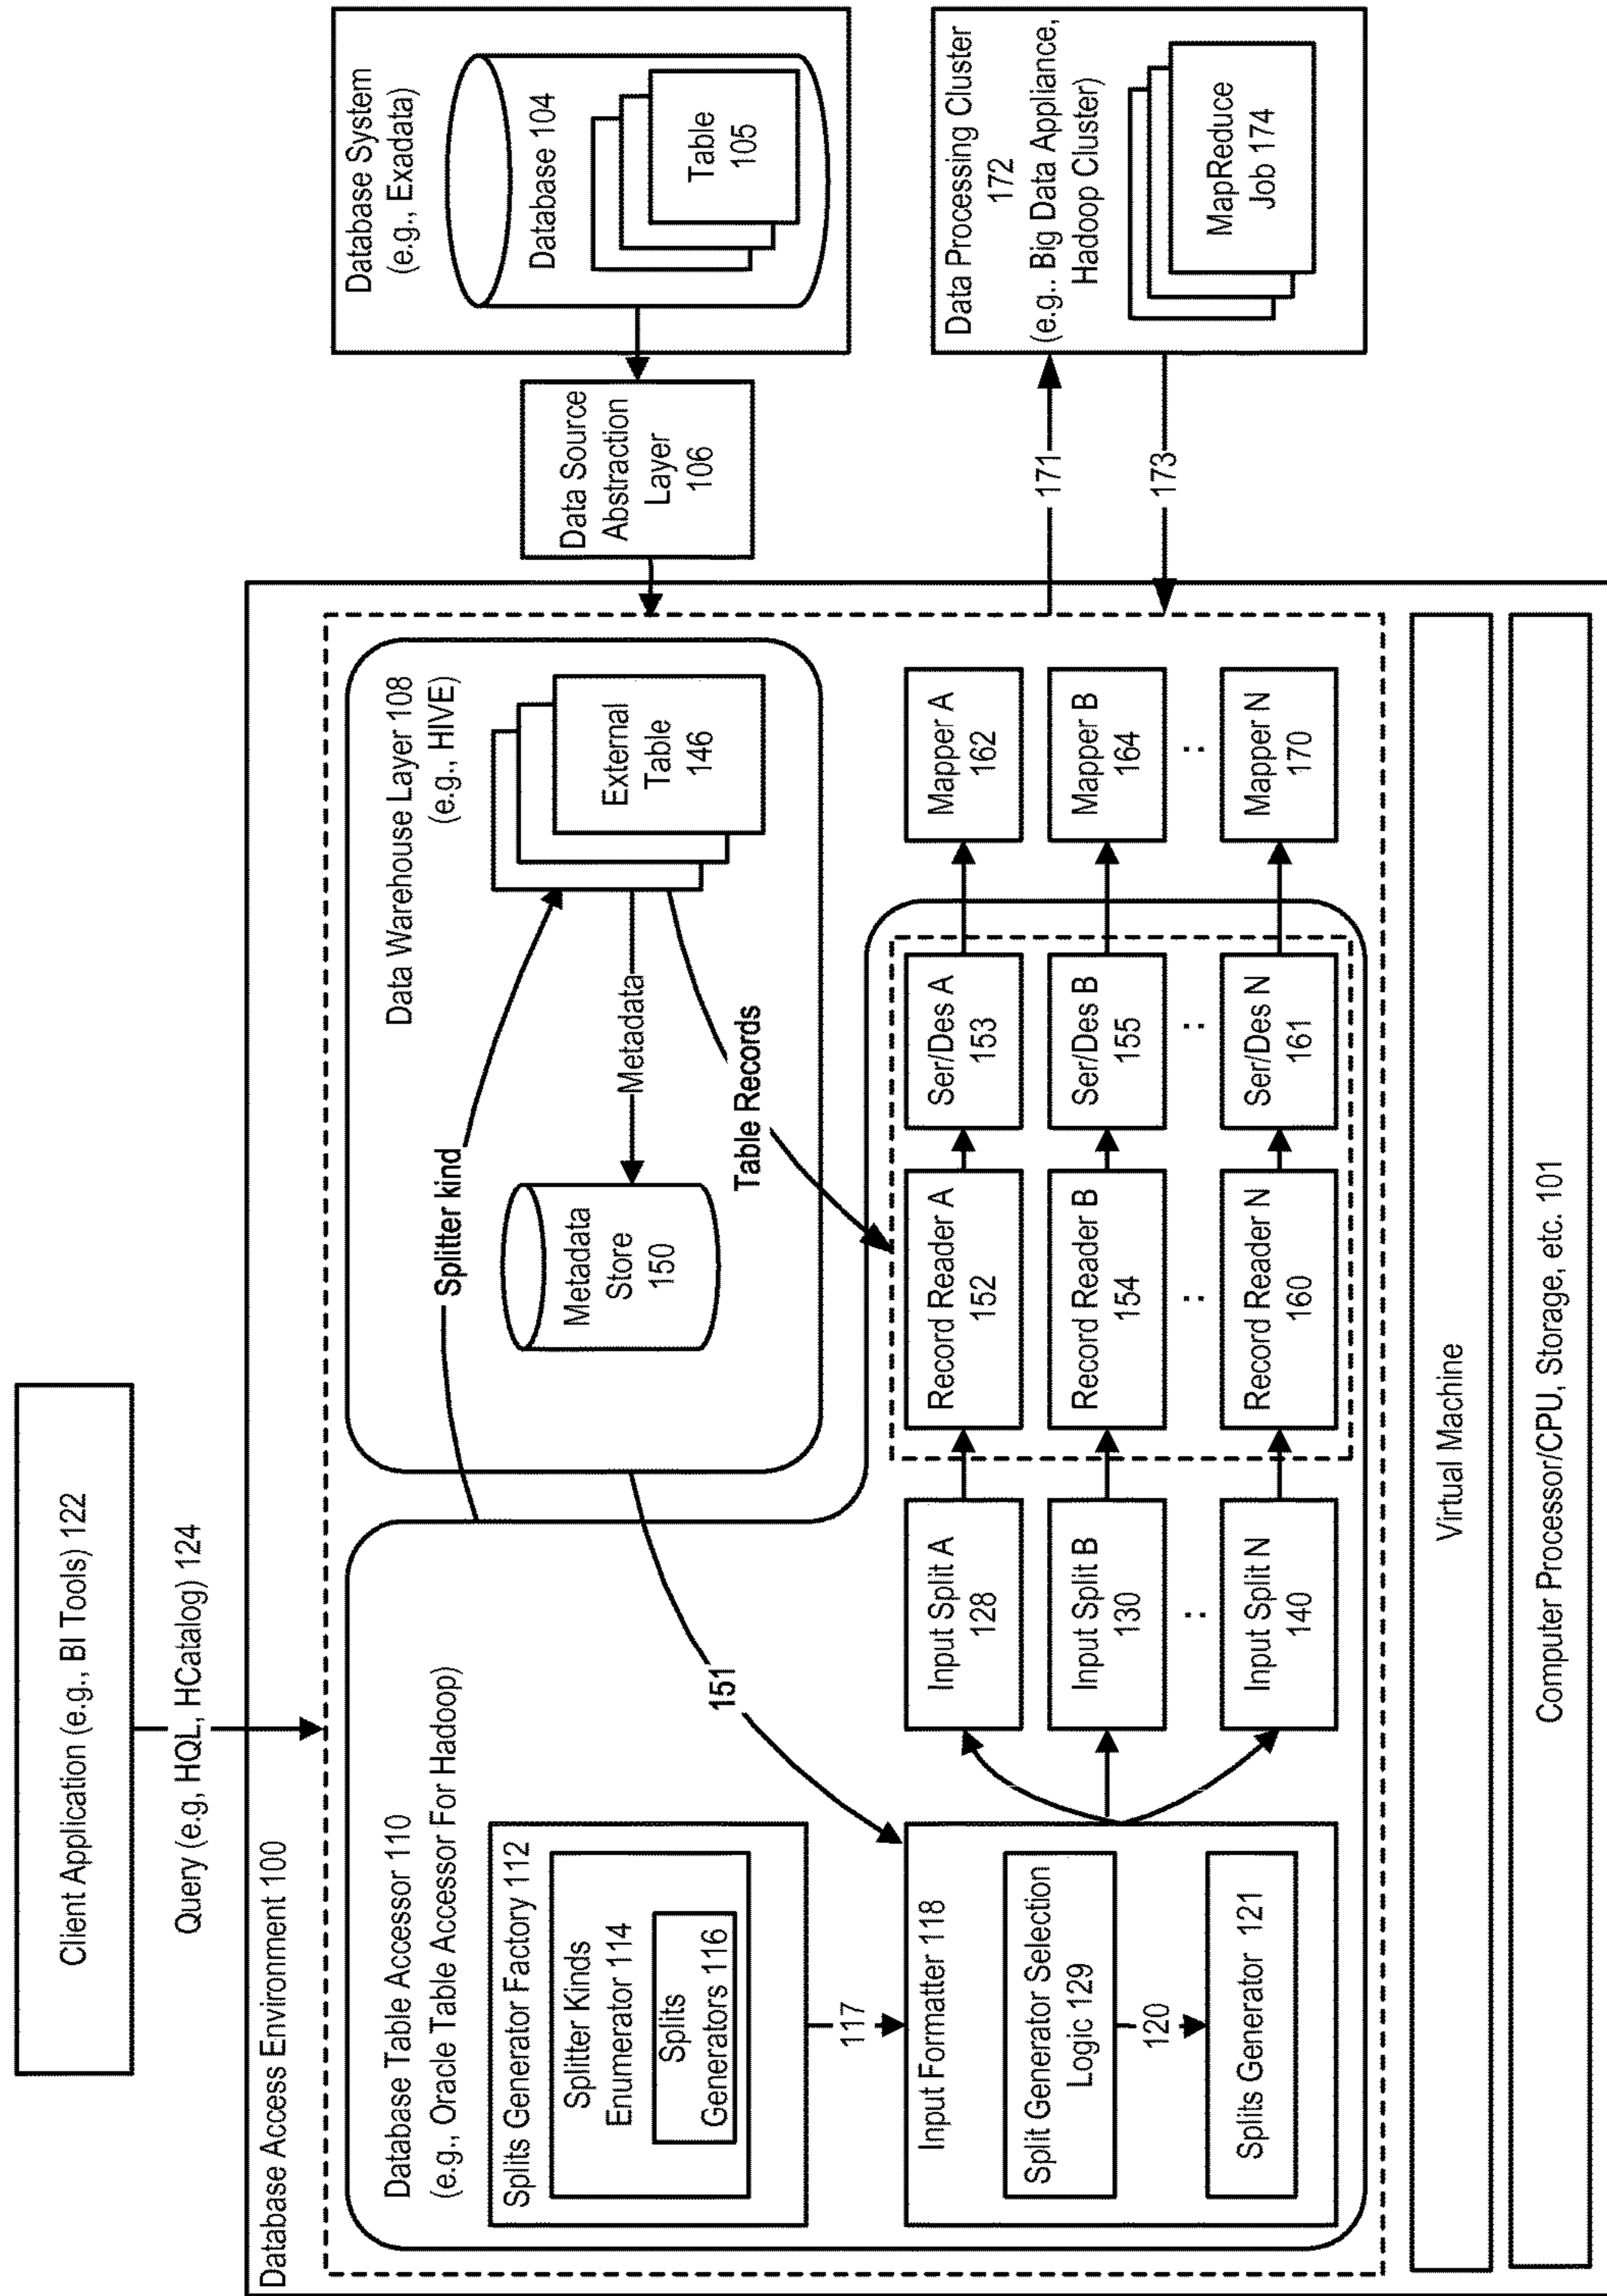 Client Application (e.g., BI Tools) 122
Query (e.g, HQL, HCatalog) 124
Database Access Environment 100
Database Table Accessor 110
(e.g., Oracle Table Accessor For Hadoop)
Splits Generator Factory 112
Splitter Kinds
Enumerator 114
Splits
Generators 116
117
Input Formatter 118
Split Generator Selection
Logic 129
120
Splits Generator 121
151
Splitter kind
Data Warehouse Layer 108
(e.g., HIVE)
Metadata
Store
150
Metadata
External
Table
146
Table Records
Input Split A
128
Record Reader A
152
Ser/Des A
153
Mapper A
162
Input Split B
130
Record Reader B
154
Ser/Des B
155
Mapper B
164
:
:
:
:
Input Split N
140
Record Reader N
160
Ser/Des N
161
Mapper N
170
Virtual Machine
Computer Processor/CPU, Storage, etc. 101
Data Source
Abstraction
Layer
106
Database System
(e.g., Exadata)
Database 104
Table
105
171
173
Data Processing Cluster
172
(e.g.. Big Data Appliance,
Hadoop Cluster)
MapReduce
Job 174